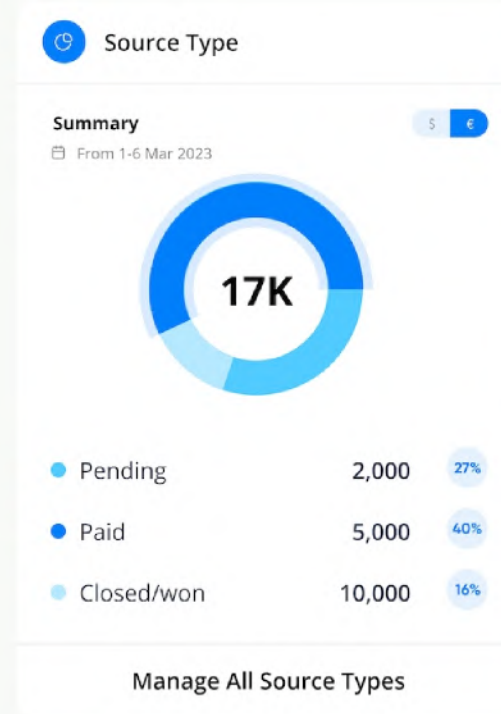 Source Type
Summary
$ €
From 1-6 Mar 2023
17K
Pending 2,000 27%
Paid 5,000 40%
Closed/won 10,000 16%
Manage All Source Types